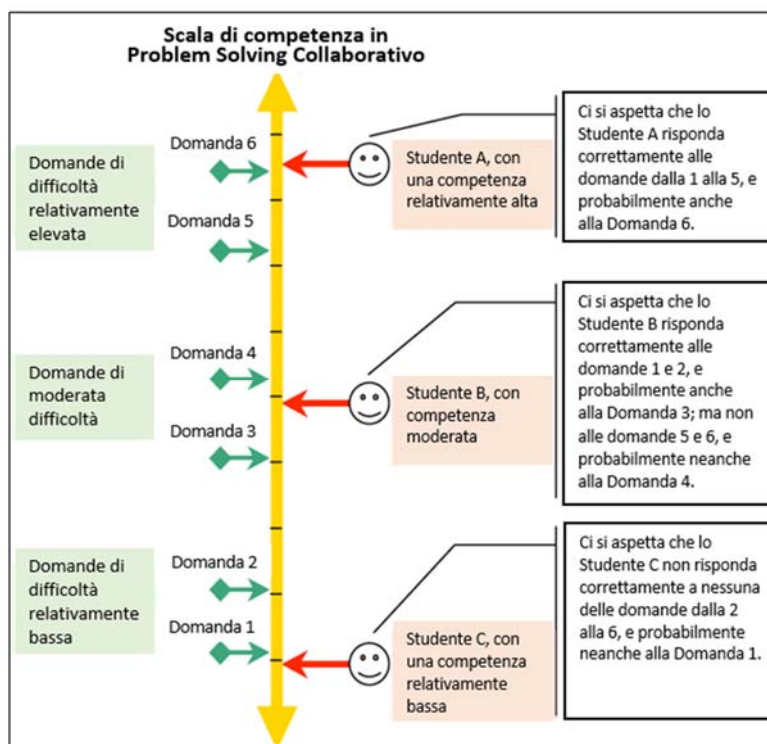 Scala di competenza in
Problem Solving Collaborativo
Domande di
difficoltà
relativamente
elevata
Domanda 6
Domanda 5
Studente A, con
una competenza
relativamente alta
Ci si aspetta che lo
Studente A risponda
correttamente alle
domande dalla 1 alla 5, e
probabilmente anche
alla Domanda 6.
Domande di
moderata
difficoltà
Domanda 4
Domanda 3
Studente B, con
competenza
moderata
Ci si aspetta che lo
Studente B risponda
correttamente alle
domande 1 e 2, e
probabilmente anche
alla Domanda 3; ma non
alle domande 5 e 6, e
probabilmente neanche
alla Domanda 4.
Domande di
difficoltà
relativamente
bassa
Domanda 2
Domanda 1
Studente C, con
una competenza
relativamente
bassa
Ci si aspetta che lo
Studente C non risponda
correttamente a nessuna
delle domande dalla 2
alla 6, e probabilmente
neanche alla Domanda 1.